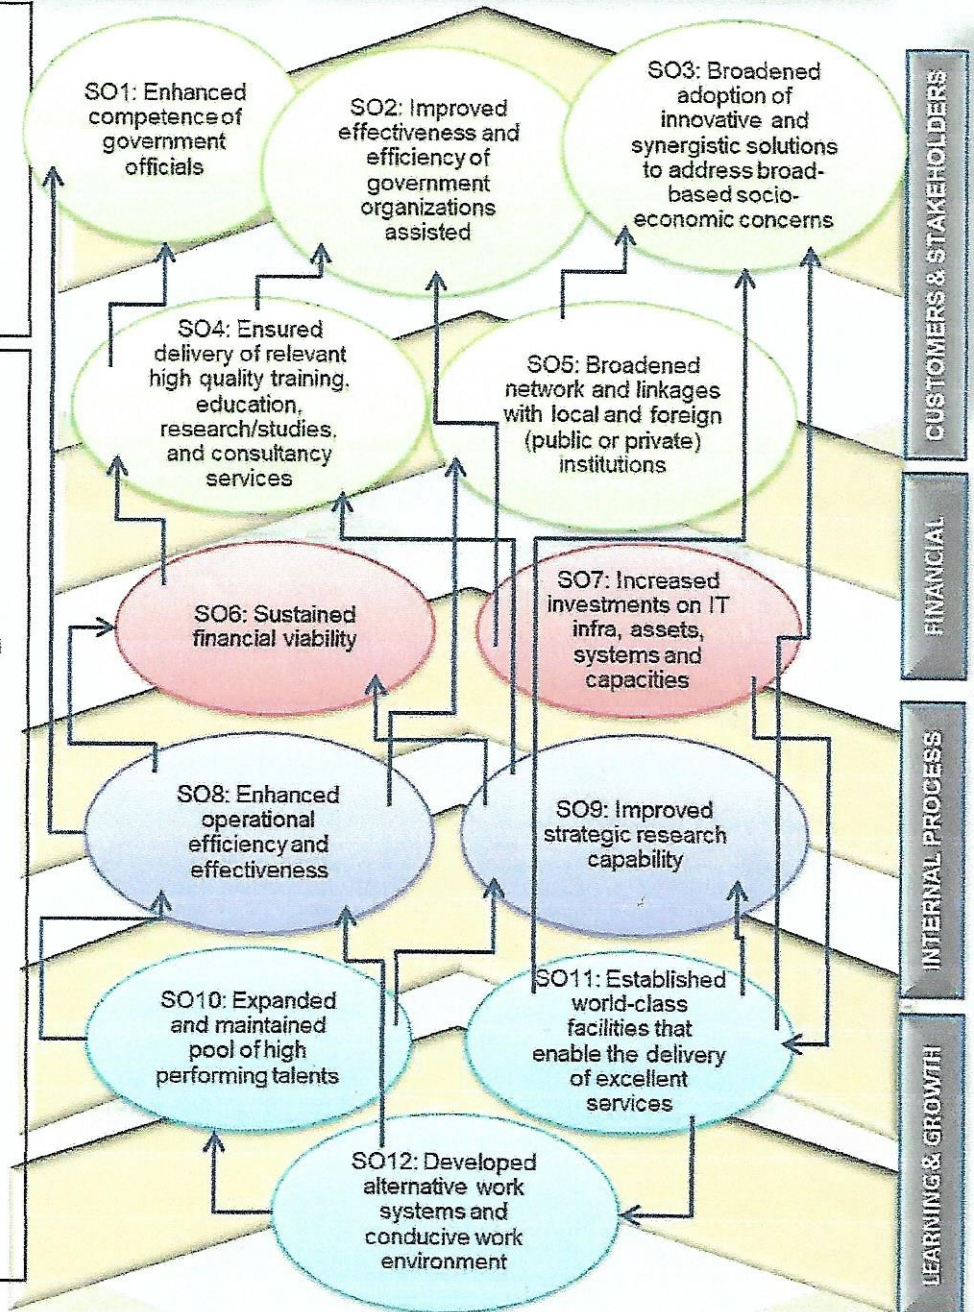 SO1: Enhanced
competence of
government
officials
SO2: Improved
effectiveness and
efficiency of
government
organizations
assisted
SO3: Broadened
adoption of
innovative and
synergistic solutions
to address broad-
based socio-
economic concerns
CUSTOMERS & STAKEHOLDERS
SO4: Ensured
delivery of relevant
high quality training,
education,
research/studies,
and consultancy
services
SO5: Broadened
network and linkages
with local and foreign
(public or private)
institutions
SO6: Sustained
financial viability
SO7: Increased
investments on IT
infra, assets,
systems and
capacities
FINANCIAL
SO8: Enhanced
operational
efficiency and
effectiveness
SO9: Improved
strategic research
capability
INTERNAL PROCESS
SO10: Expanded
and maintained
pool of high
performing talents
SO11: Established
world-class
facilities that
enable the delivery
of excellent
services
SO12: Developed
alternative work
systems and
conducive work
environment
LEARNING & GROWTH